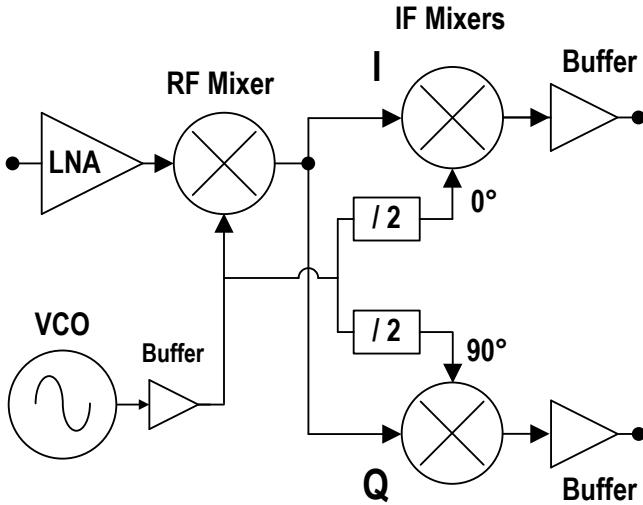 IF Mixers
I
Buffer
RF Mixer
LNA
/ 2
0°
VCO
Buffer
/ 2
90°
Q
Buffer